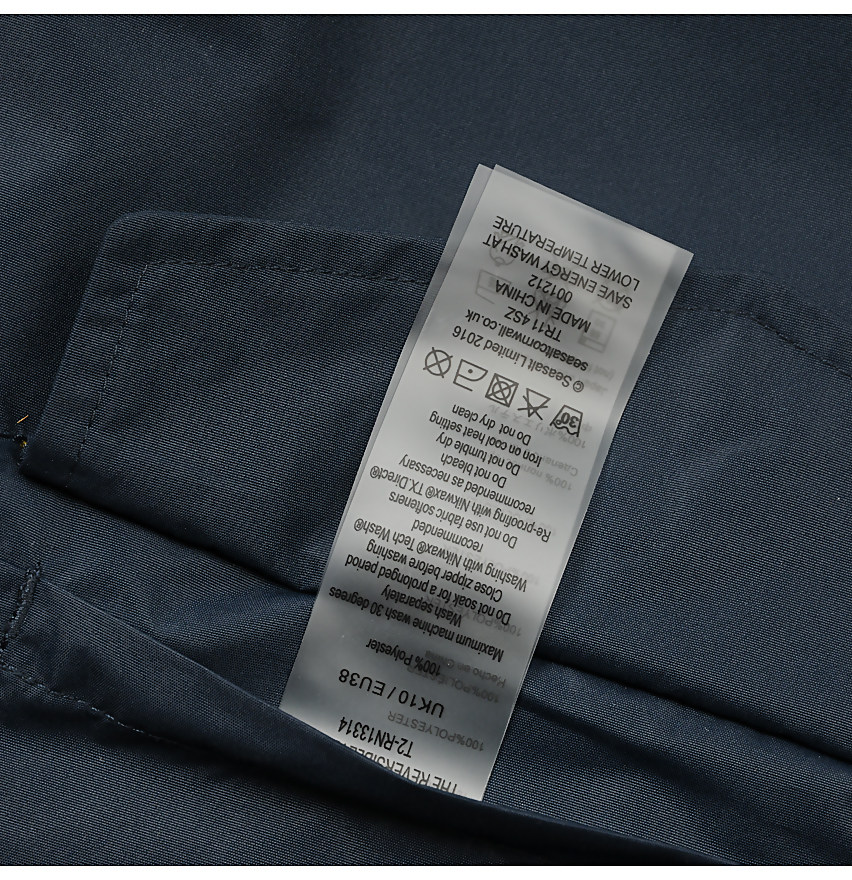 THE REVERSIBLE
T2-RN13314
UK10 / EU38
100% Polyester
Maximum machine wash 30 degrees
Wash separately
Do not soak for a prolonged period
Close zipper before washing
Washing with Nikwax® Tech Wash®
recommended
Do not use fabric softeners
Re-proofing with Nikwax® TX.Direct®
recommended as necessary
Do not bleach
Do not tumble dry
Iron on cool heat setting
Do not dry clean
30°
© Seasalt Limited 2016
seasaltcornwall.co.uk
TR11 4SZ
MADE IN CHINA
001212
SAVE ENERGY WASH AT
LOWER TEMPERATURE
100%POLYESTER